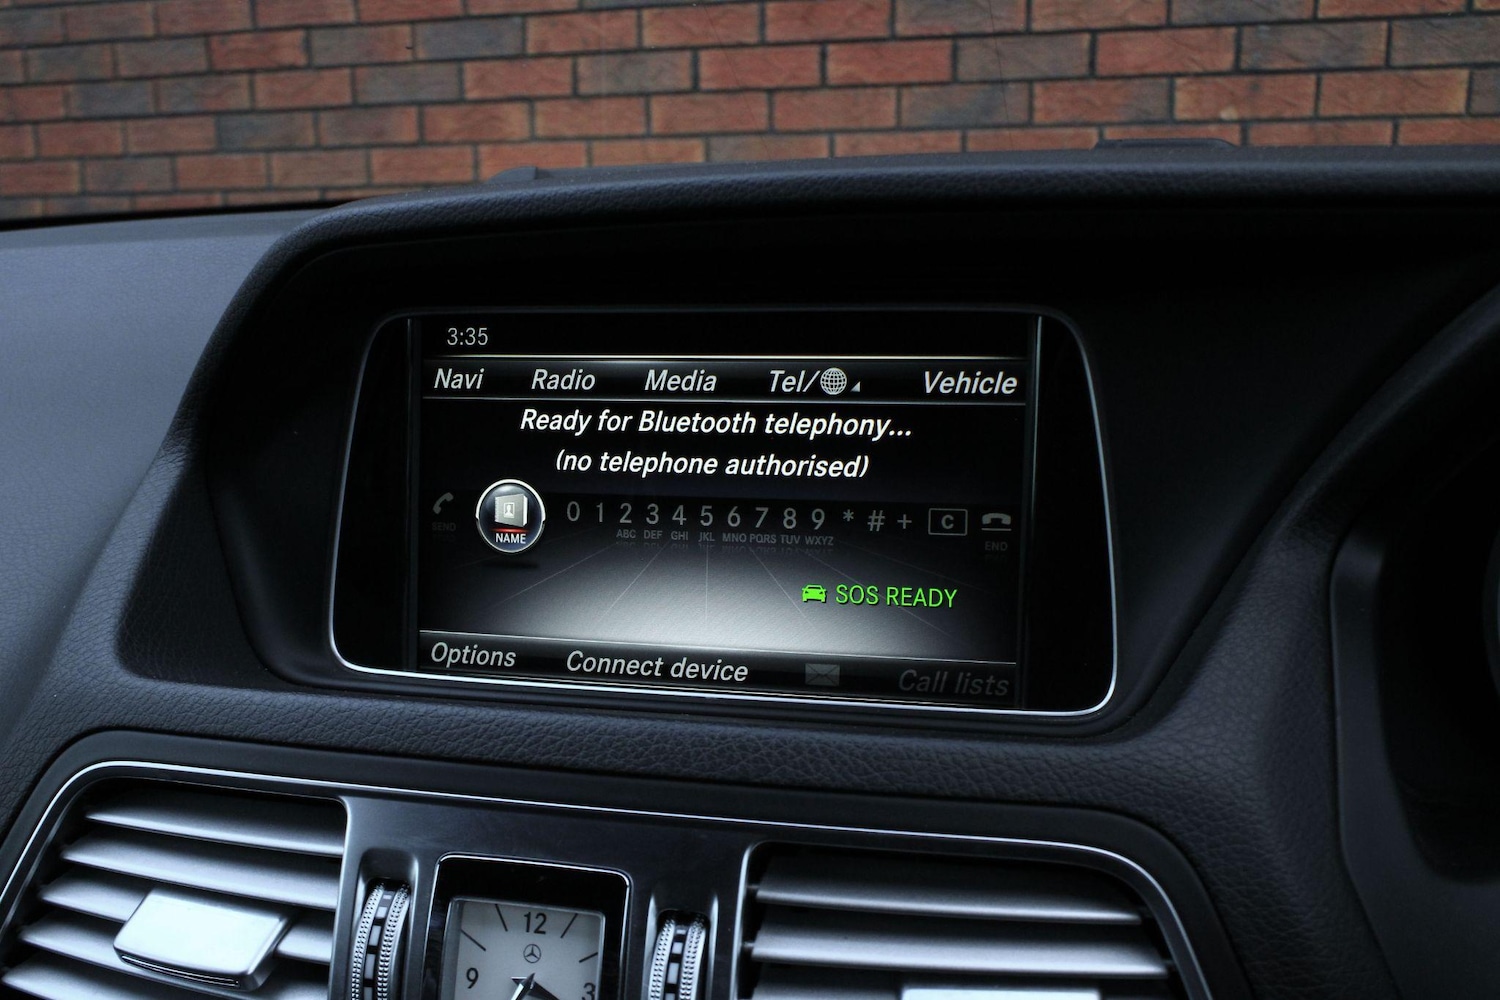 3:35
Navi Radio Media Tel/ Vehicle
Ready for Bluetooth telephony...
(no telephone authorised)
SEND NAME 0 1 2 3 4 5 6 7 8 9 * # + C END
ABC DEF GHI JKL MNO PQRS TUV WXYZ
SOS READY
Options Connect device Call lists
12
9 3